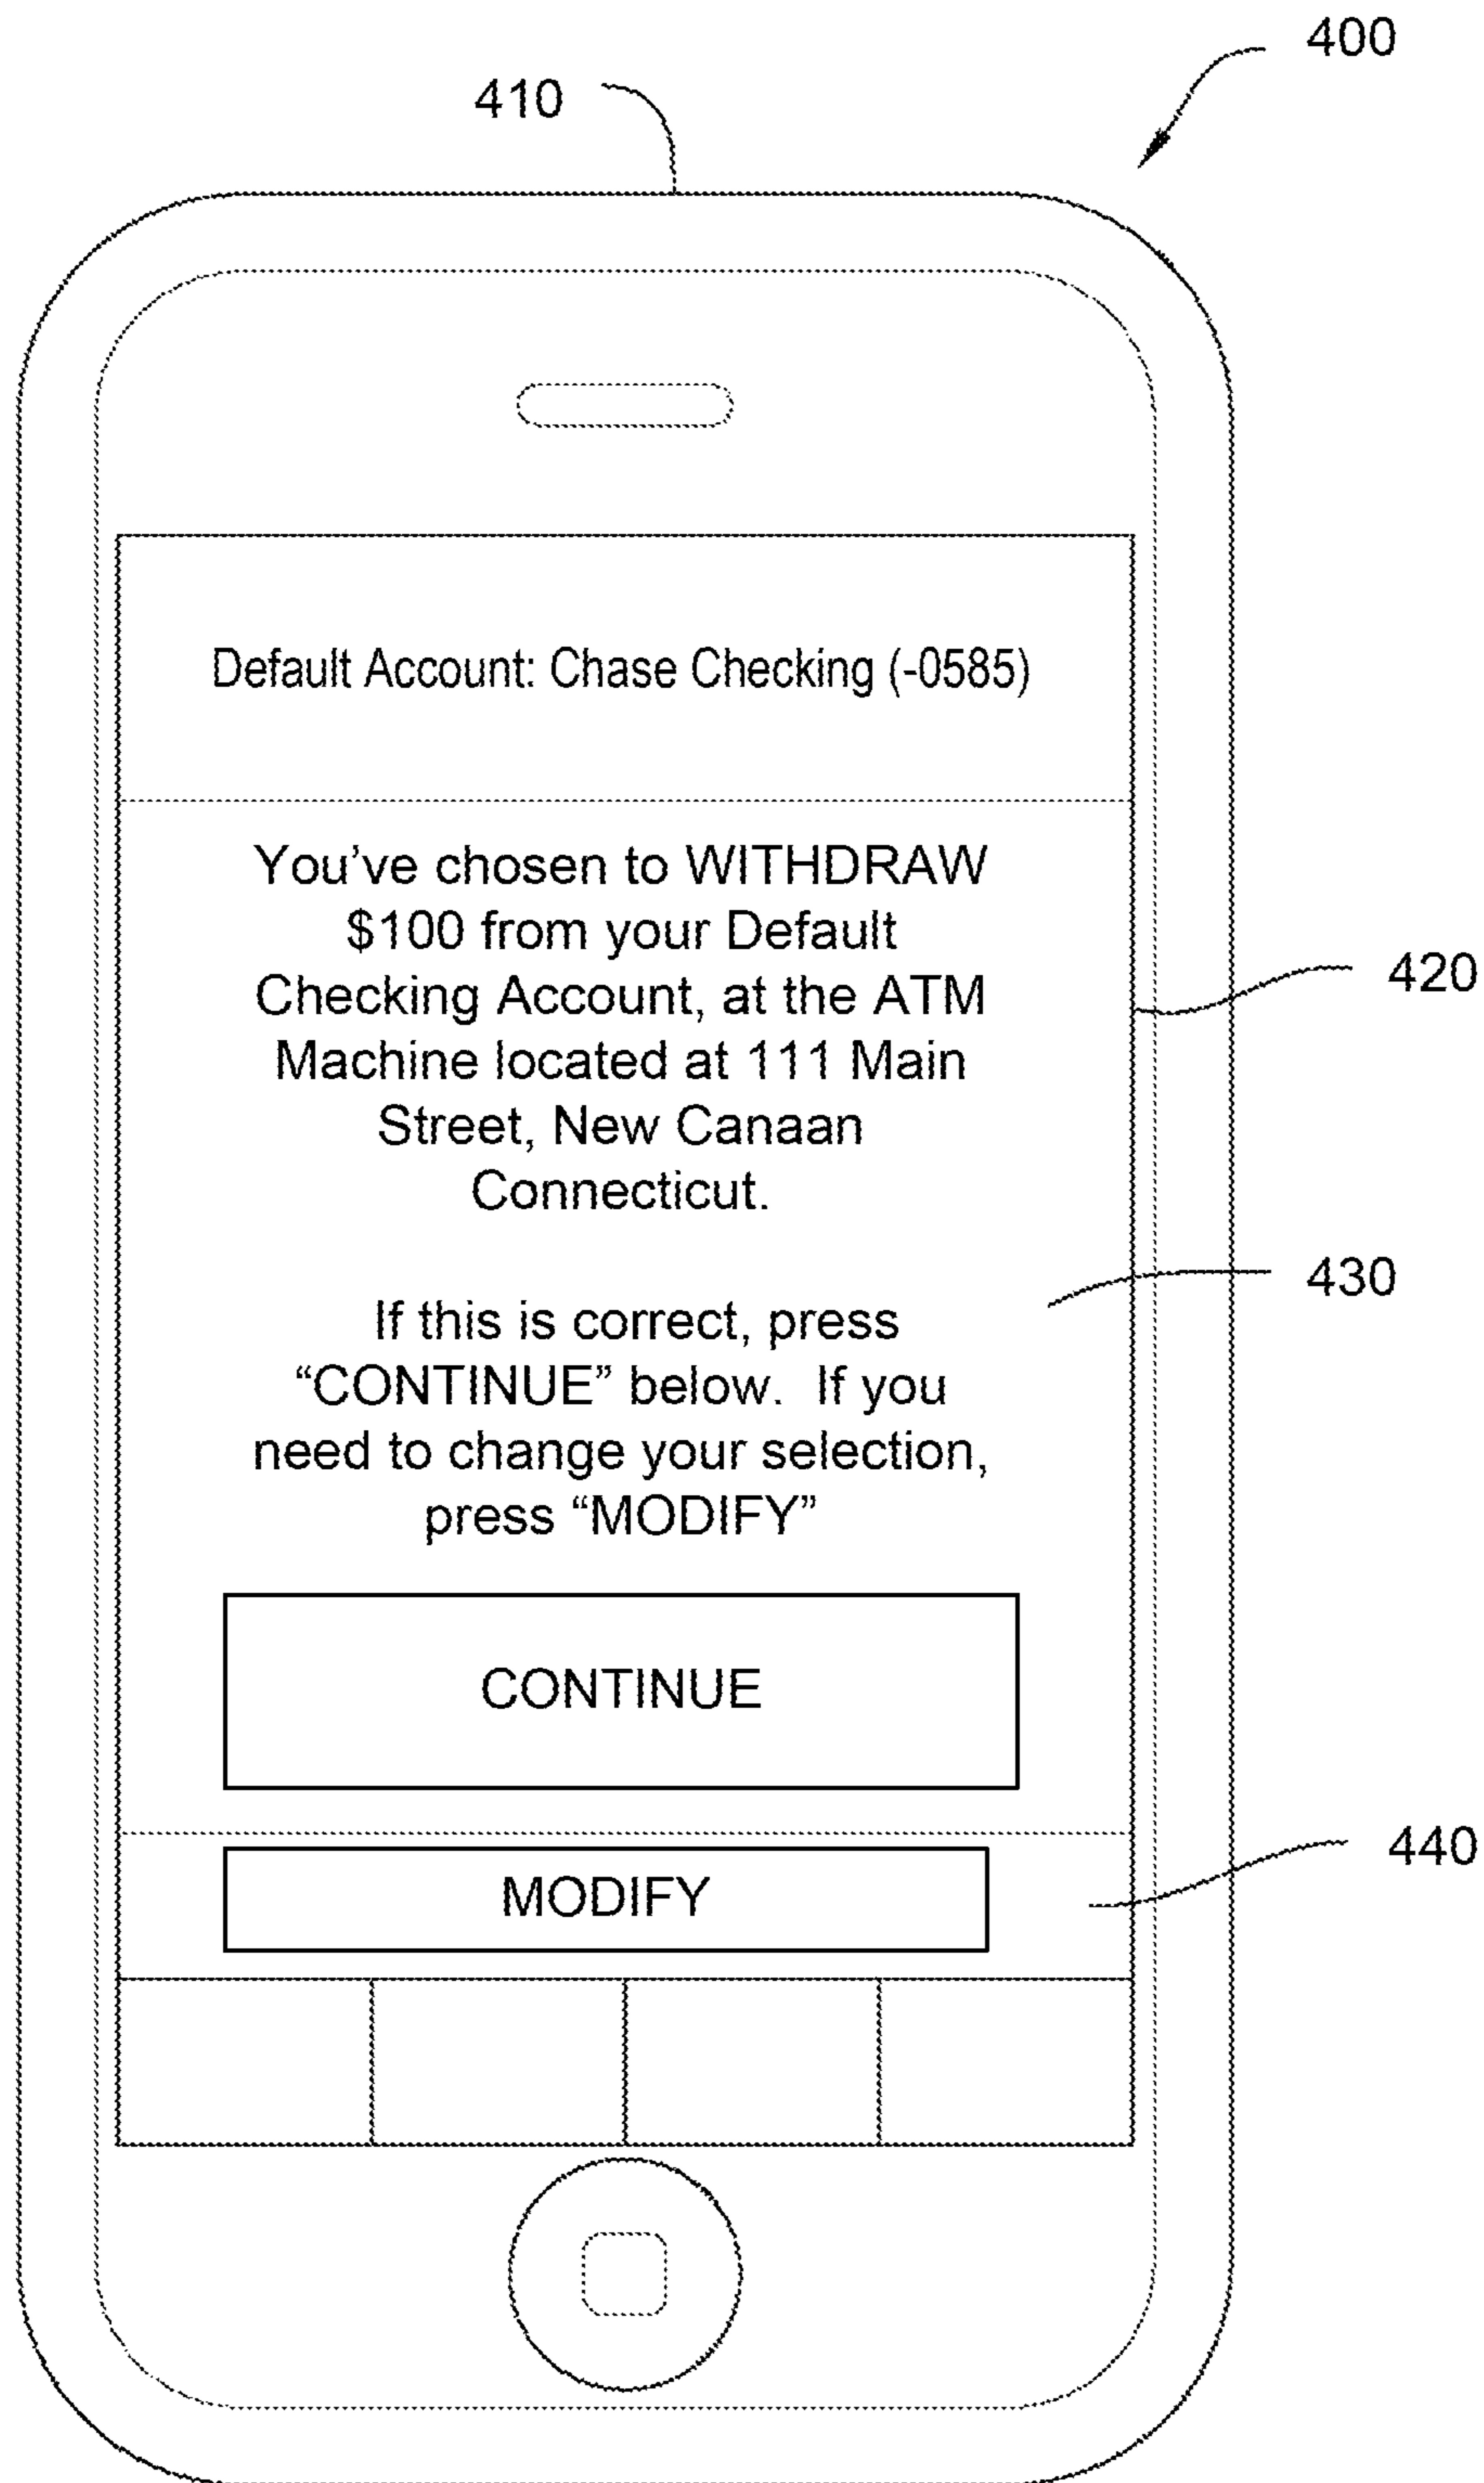 400
410
Default Account: Chase Checking (-0585)
You’ve chosen to WITHDRAW
$100 from your Default
Checking Account, at the ATM
Machine located at 111 Main
Street, New Canaan
Connecticut.
420
430
If this is correct, press
“CONTINUE” below.  If you
need to change your selection,
press “MODIFY”
CONTINUE
440
MODIFY